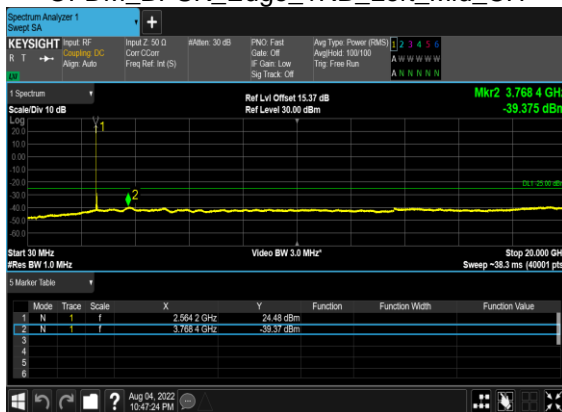 Spectrum Analyzer 1
Swept SA
+
KEYSIGHT Input: RF Input Z: 50 Ω #Atten: 30 dB PNO: Fast Avg Type: Power (RMS) 1 2 3 4 5 6
R T Coupling: DC Corr CCorr Gate: Off Avg|Hold: 100/100 A W W W W W
Align: Auto Freq Ref: Int (S) IF Gain: Low Trig: Free Run
LU Sig Track: Off A N N N N N
1 Spectrum Ref Lvl Offset 15.37 dB Mkr2 3.768 4 GHz
Scale/Div 10 dB Ref Level 30.00 dBm -39.375 dBm
Log
20.0
10.0
0.00
-10.0
-20.0
-30.0
-40.0
-50.0
-60.0
1
2
Start 30 MHz Video BW 3.0 MHz* Stop 20.000 GH
#Res BW 1.0 MHz Sweep ~38.3 ms (40001 pts
5 Marker Table
Mode Trace Scale X Y Function Function Width Function Value
1 N 1 f 2.564 2 GHz 24.48 dBm
2 N 1 f 3.768 4 GHz -39.37 dBm
3
4
5
6
? Aug 04, 2022
10:47:24 PM